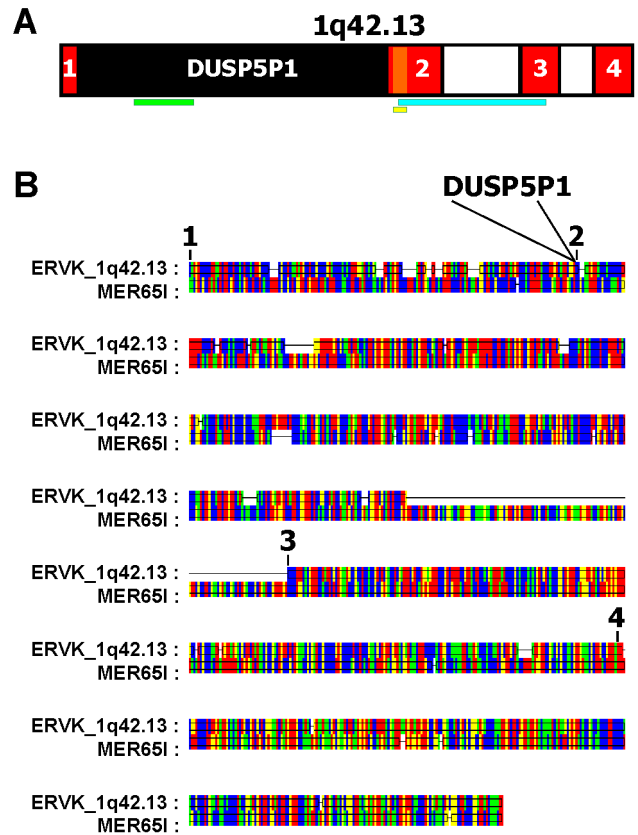 A
1q42.13
1 DUSP5P1 2 3 4
B
DUSP5P1
1 2
ERVK_1q42.13 :
MER65I :
ERVK_1q42.13 :
MER65I :
ERVK_1q42.13 :
MER65I :
ERVK_1q42.13 :
MER65I :
3
ERVK_1q42.13 :
MER65I :
4
ERVK_1q42.13 :
MER65I :
ERVK_1q42.13 :
MER65I :
ERVK_1q42.13 :
MER65I :